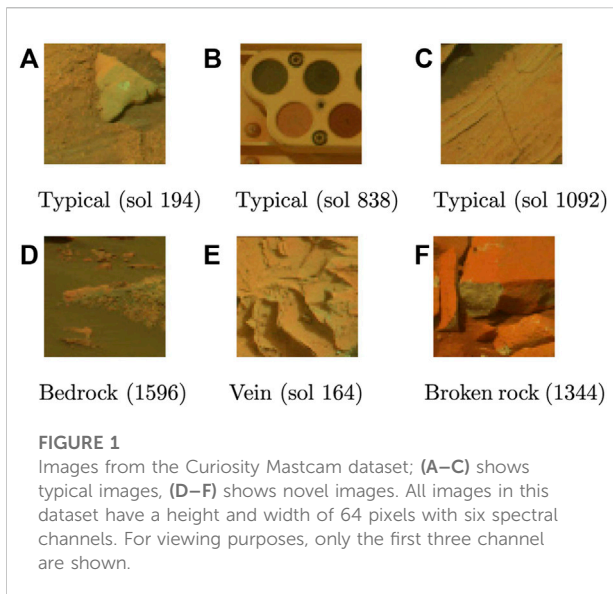 A B C
Typical (sol 194) Typical (sol 838) Typical (sol 1092)
D E F
Bedrock (1596) Vein (sol 164) Broken rock (1344)
FIGURE 1
Images from the Curiosity Mastcam dataset; (A–C) shows
typical images, (D–F) shows novel images. All images in this
dataset have a height and width of 64 pixels with six spectral
channels. For viewing purposes, only the first three channel
are shown.